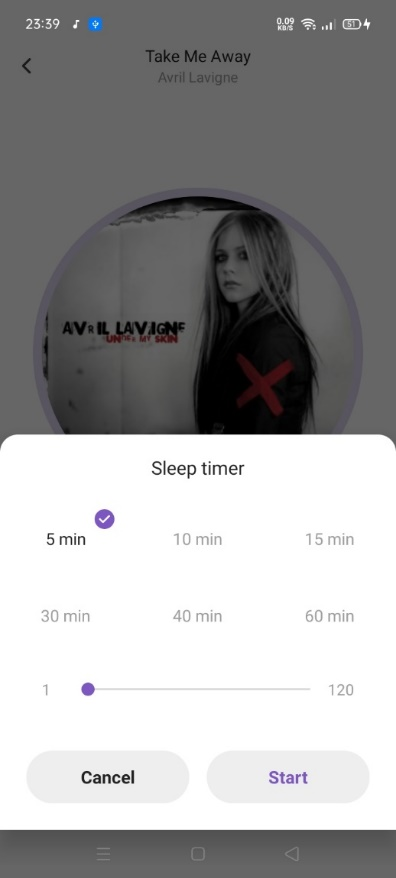 23:39
0.09
KB/S
51
Take Me Away
Avril Lavigne
AVRIL LAVIGNE
UNDER MY SKIN
Sleep timer
5 min
10 min
15 min
30 min
40 min
60 min
1
120
Cancel
Start